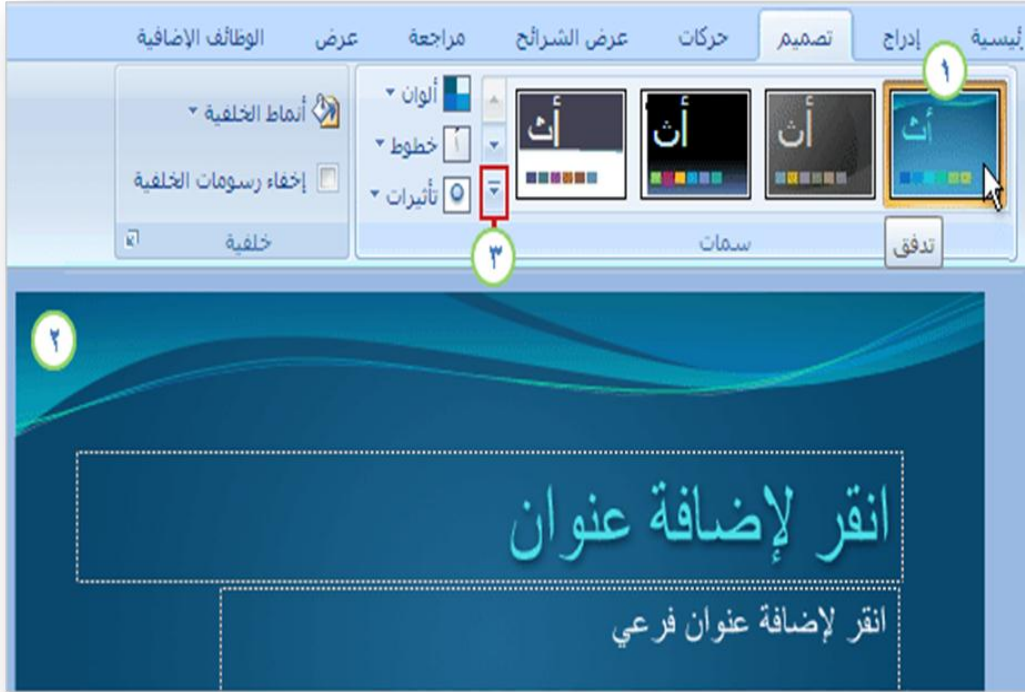 رئيسية إدراج تصميم حركات عرض الشرائح مراجعة عرض الوظائف الإضافية
١
أث أث أث أث
ألوان
خطوط
تأثيرات
أنماط الخلفية
إخفاء رسومات الخلفية
تدفق
سمات
خلفية
٣
٢
انقر لإضافة عنوان
انقر لإضافة عنوان فرعي